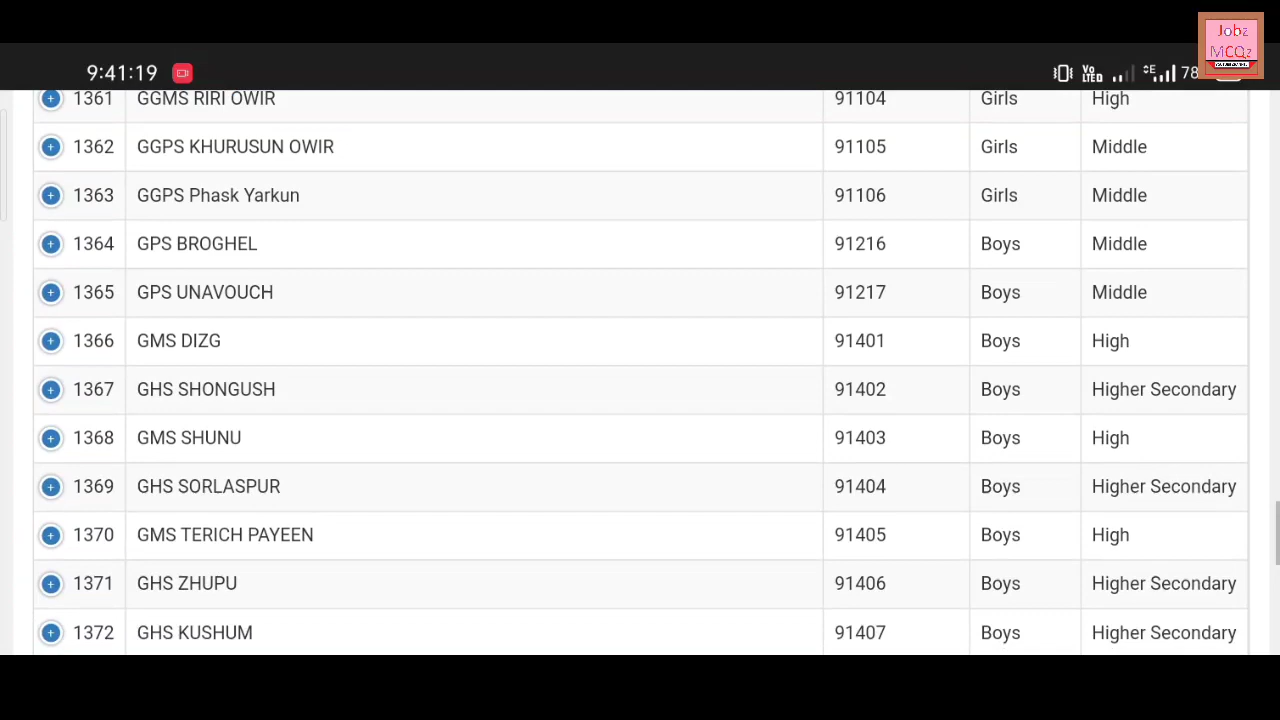 Jobz
MCQz
9:41:19 Vo LTED E 78
1361 GGMS RIRI OWIR 91104 Girls High
1362 GGPS KHURUSUN OWIR 91105 Girls Middle
1363 GGPS Phask Yarkun 91106 Girls Middle
1364 GPS BROGHEL 91216 Boys Middle
1365 GPS UNAVOUCH 91217 Boys Middle
1366 GMS DIZG 91401 Boys High
1367 GHS SHONGUSH 91402 Boys Higher Secondary
1368 GMS SHUNU 91403 Boys High
1369 GHS SORLASPUR 91404 Boys Higher Secondary
1370 GMS TERICH PAYEEN 91405 Boys High
1371 GHS ZHUPU 91406 Boys Higher Secondary
1372 GHS KUSHUM 91407 Boys Higher Secondary